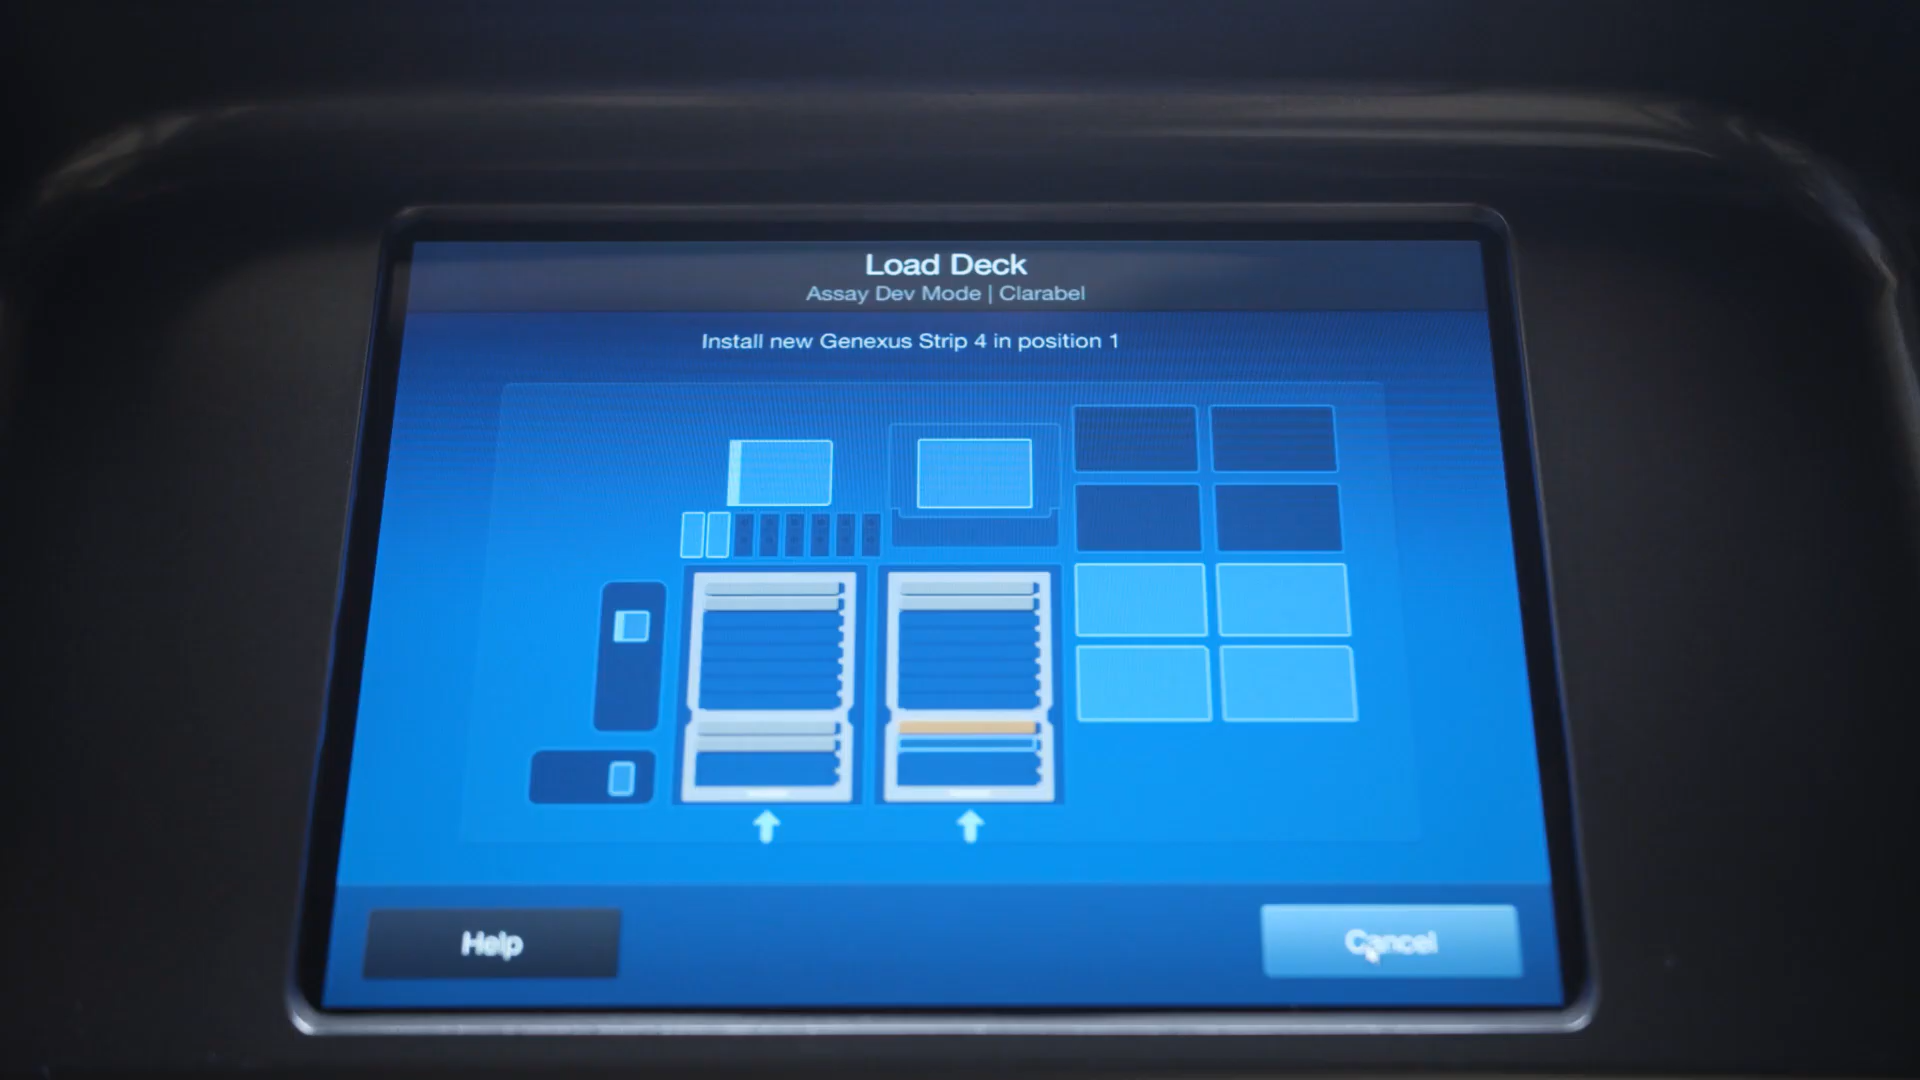 Load Deck
Assay Dev Mode | Clarabel
Install new Genexus Strip 4 in position 1
Help
Cancel